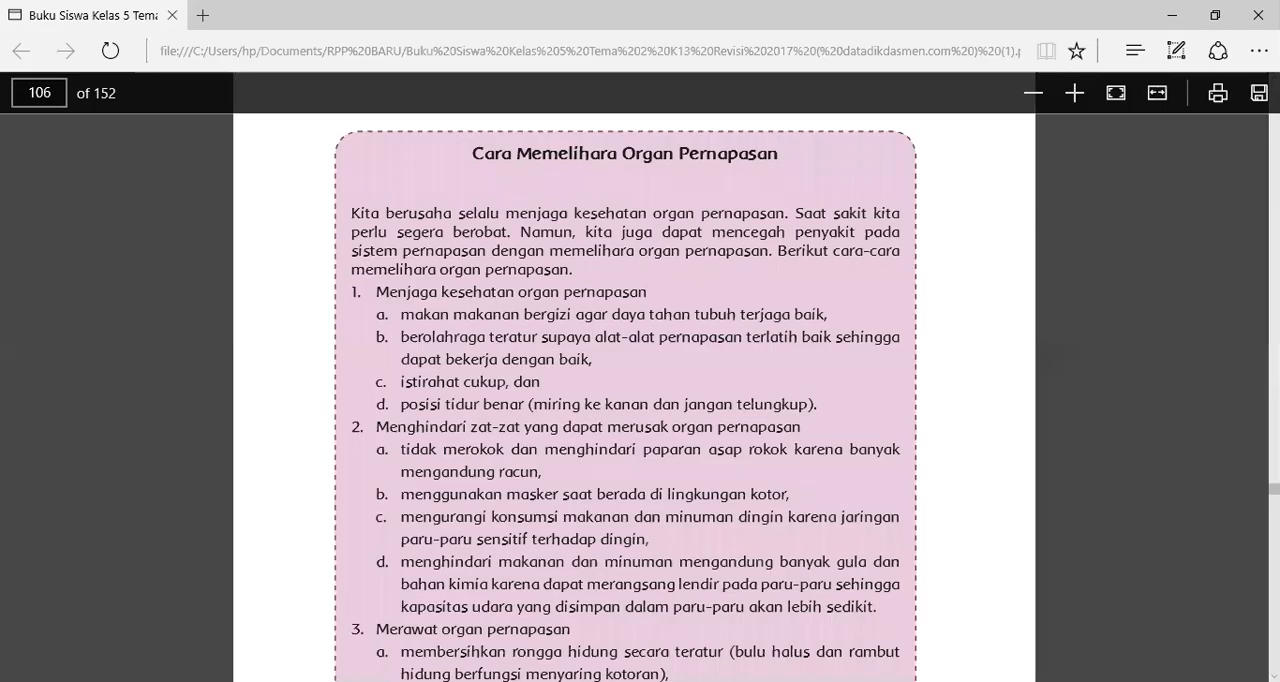 Buku Siswa Kelas 5 Tema
file:///C:/Users/hp/Documents/RPP%20BARU/Buku%20Siswa%20Kelas%205%20Tema%202%20K13%20Revisi%202017%20(%20datadikdasmen.com%20)%20(1).p
106 of 152
Cara Memelihara Organ Pernapasan
Kita berusaha selalu menjaga kesehatan organ pernapasan. Saat sakit kita
perlu segera berobat. Namun, kita juga dapat mencegah penyakit pada
sistem pernapasan dengan memelihara organ pernapasan. Berikut cara-cara
memelihara organ pernapasan.
1. Menjaga kesehatan organ pernapasan
a. makan makanan bergizi agar daya tahan tubuh terjaga baik,
b. berolahraga teratur supaya alat-alat pernapasan terlatih baik sehingga
dapat bekerja dengan baik,
c. istirahat cukup, dan
d. posisi tidur benar (miring ke kanan dan jangan telungkup).
2. Menghindari zat-zat yang dapat merusak organ pernapasan
a. tidak merokok dan menghindari paparan asap rokok karena banyak
mengandung racun,
b. menggunakan masker saat berada di lingkungan kotor,
c. mengurangi konsumsi makanan dan minuman dingin karena jaringan
paru-paru sensitif terhadap dingin,
d. menghindari makanan dan minuman mengandung banyak gula dan
bahan kimia karena dapat merangsang lendir pada paru-paru sehingga
kapasitas udara yang disimpan dalam paru-paru akan lebih sedikit.
3. Merawat organ pernapasan
a. membersihkan rongga hidung secara teratur (bulu halus dan rambut
hidung berfungsi menyaring kotoran),